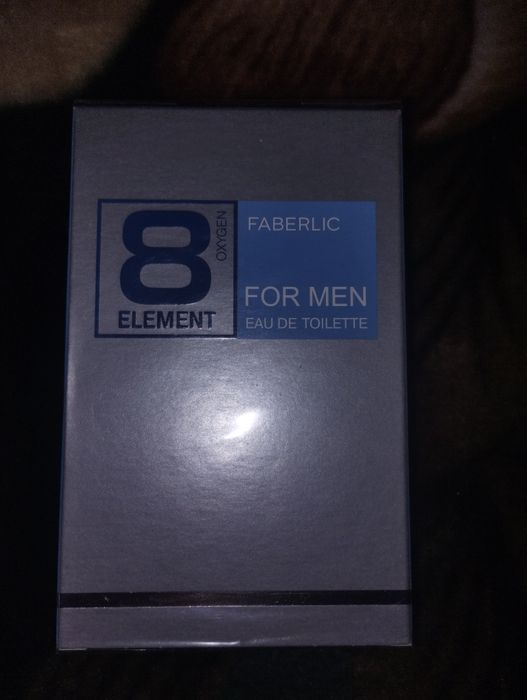 8
OXYGEN
ELEMENT
FABERLIC
FOR MEN
EAU DE TOILETTE